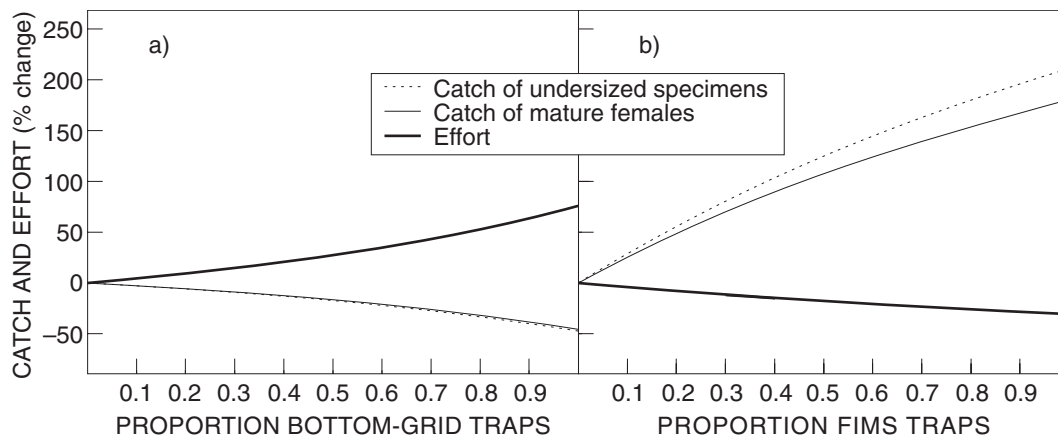 CATCH AND EFFORT (% change)
250
200
150
100
50
0
–50
a)
b)
Catch of undersized specimens
Catch of mature females
Effort
0.1 0.2 0.3 0.4 0.5 0.6 0.7 0.8 0.9
0.1 0.2 0.3 0.4 0.5 0.6 0.7 0.8 0.9
PROPORTION BOTTOM-GRID TRAPS
PROPORTION FIMS TRAPS